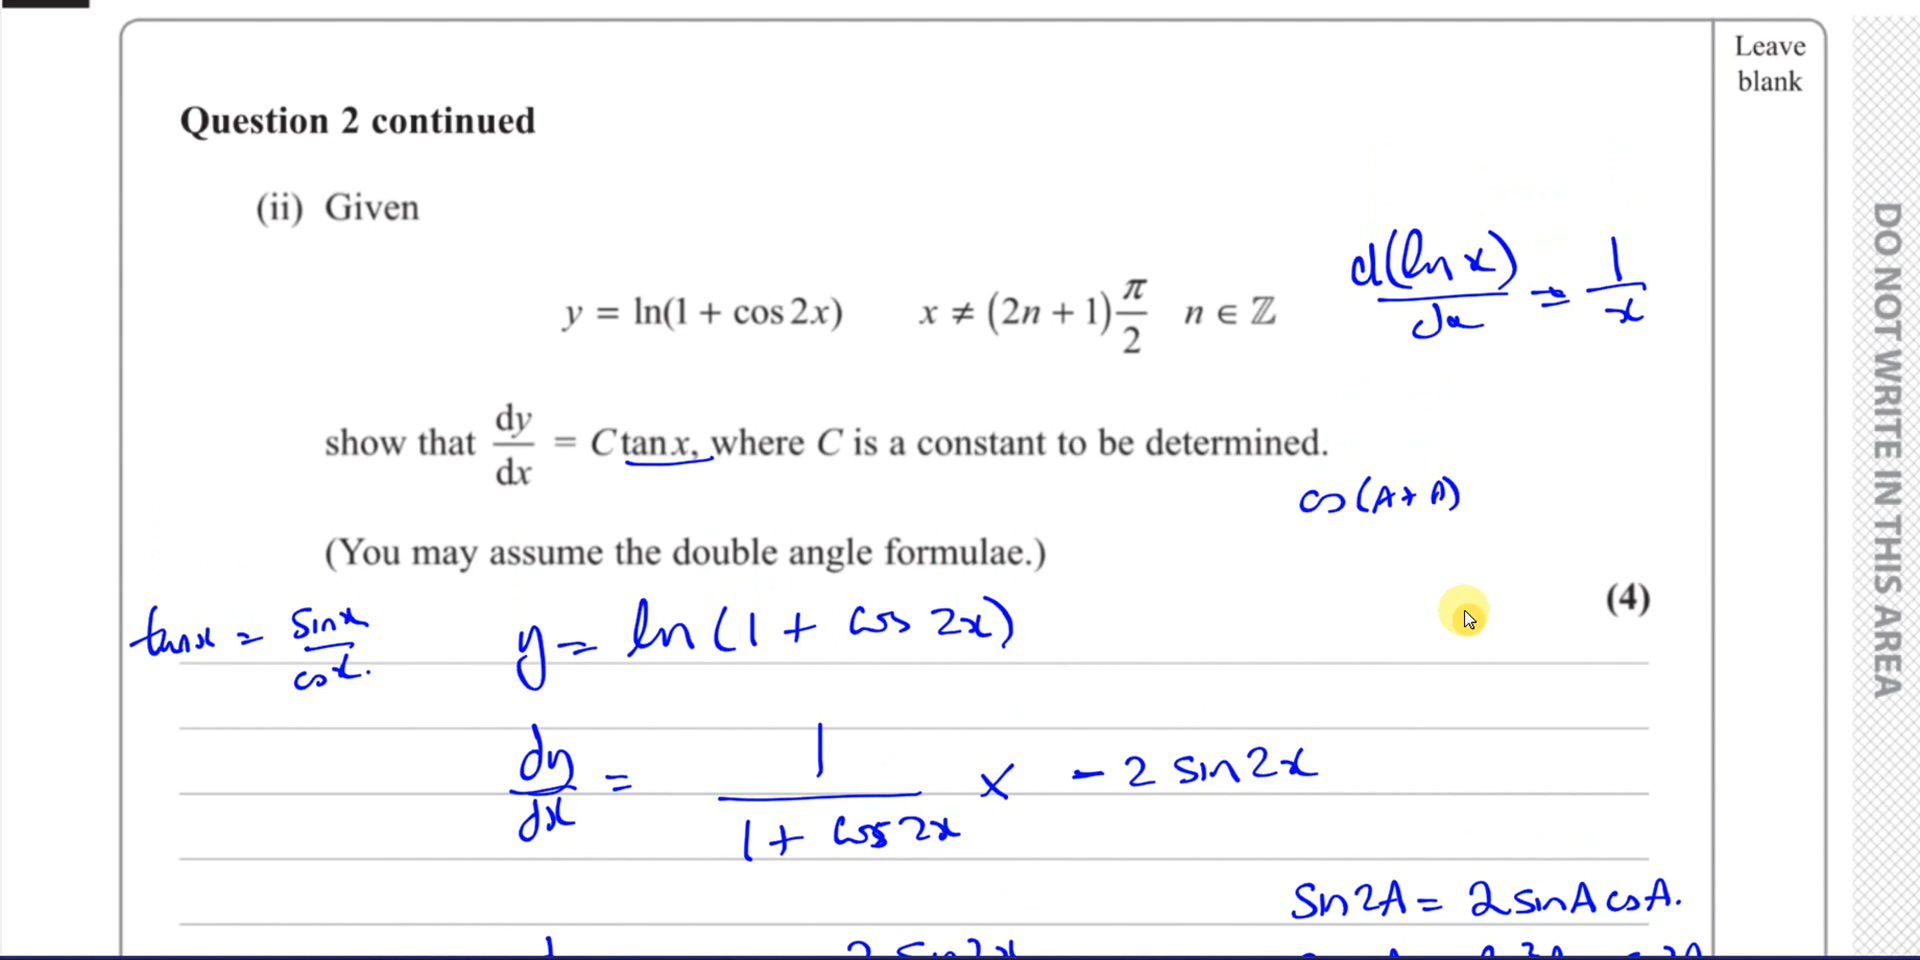 Leave
blank
Question 2 continued
(ii) Given
y = ln(1 + cos 2x)  x ≠ (2n + 1)π/2  n ∈ ℤ
d(ln x)/dx = 1/x
show that dy/dx = C tan x, where C is a constant to be determined.
cos(A + A)
(You may assume the double angle formulae.)
(4)
tan x = sin x/cos x.
y = ln(1 + cos 2x)
dy/dx = 1/(1 + cos 2x) × -2 sin 2x
Sin 2A = 2 sin A cos A.
2 sin 2x
DO NOT WRITE IN THIS AREA